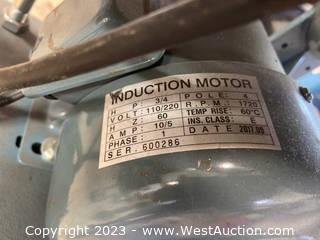 INDUCTION MOTOR
P 3/4 POLE 4
VOLT: 110/220 R.P.M: 1720
H Z. 60 TEMP RISE: 60°C
AMP: 10/5 INS. CLASS: E
PHASE: 1 DATE 2017.09
SER: 600286
Copyright © 2023 - www.WestAuction.com